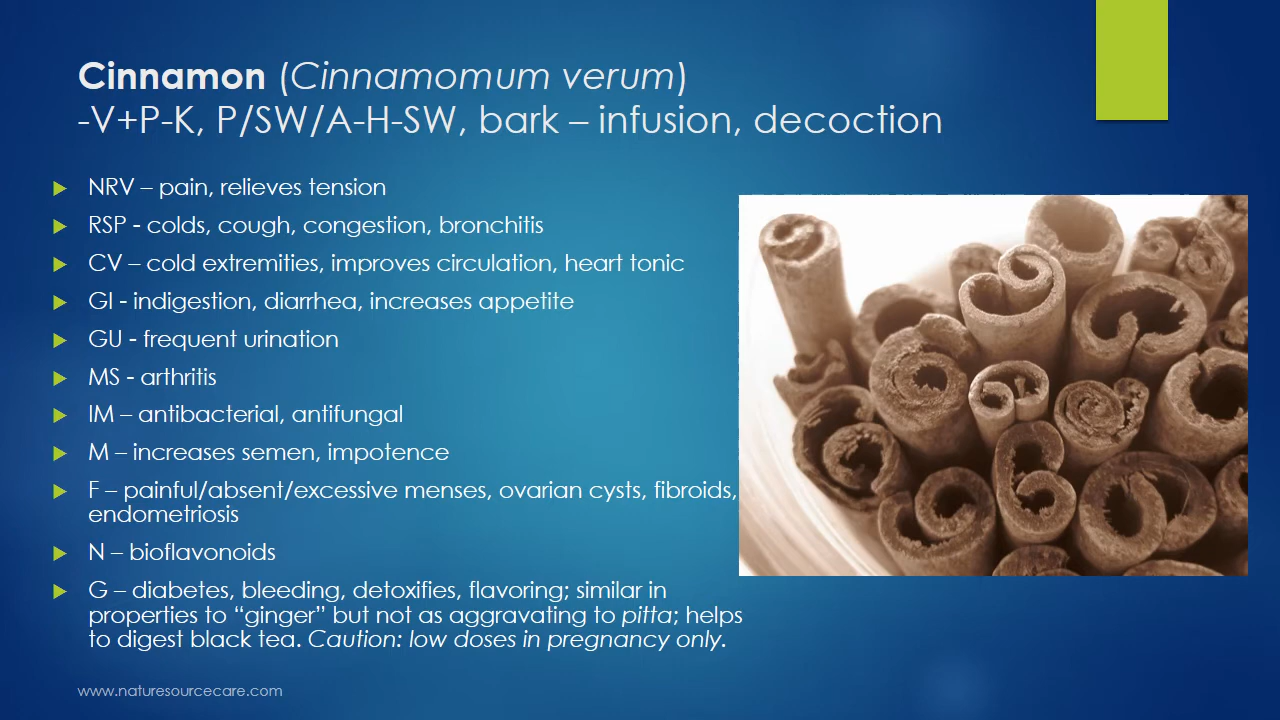 Cinnamon (Cinnamomum verum)
-V+P-K, P/SW/A-H-SW, bark – infusion, decoction
NRV – pain, relieves tension
RSP - colds, cough, congestion, bronchitis
CV – cold extremities, improves circulation, heart tonic
GI - indigestion, diarrhea, increases appetite
GU - frequent urination
MS - arthritis
IM – antibacterial, antifungal
M – increases semen, impotence
F – painful/absent/excessive menses, ovarian cysts, fibroids,
endometriosis
N – bioflavonoids
G – diabetes, bleeding, detoxifies, flavoring; similar in
properties to “ginger” but not as aggravating to pitta; helps
to digest black tea. Caution: low doses in pregnancy only.
www.naturesourcecare.com